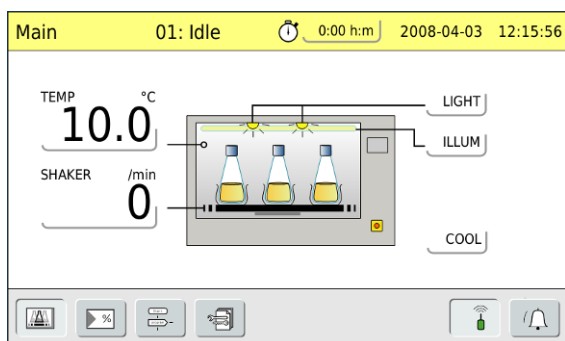 Main 01: Idle 0:00 h:m 2008-04-03 12:15:56
TEMP °C
10.0
SHAKER /min
0
LIGHT
ILLUM
COOL
%